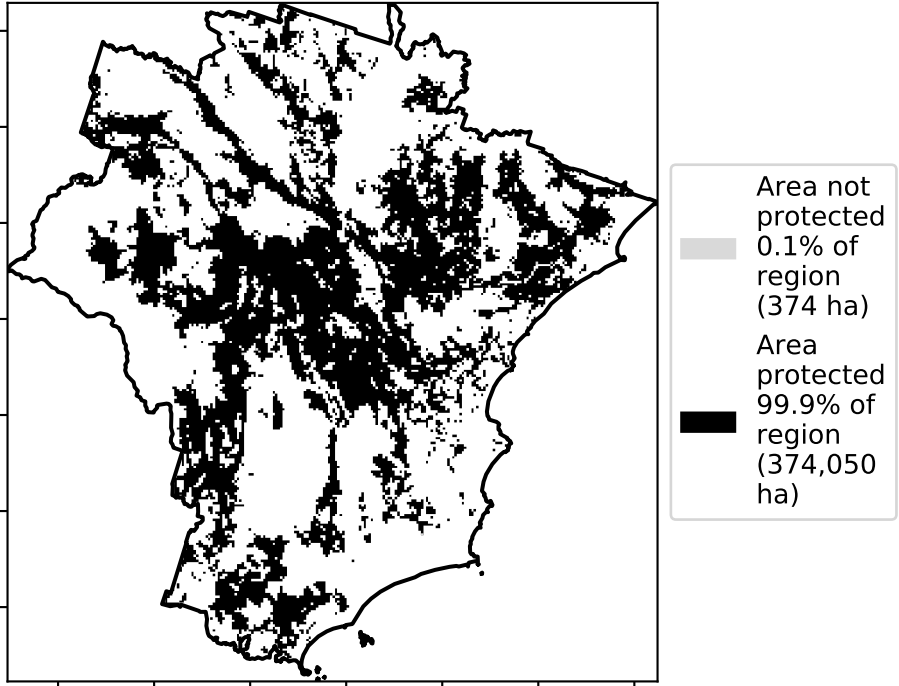 Area not
protected
0.1% of
region
(374 ha)
Area
protected
99.9% of
region
(374,050
ha)